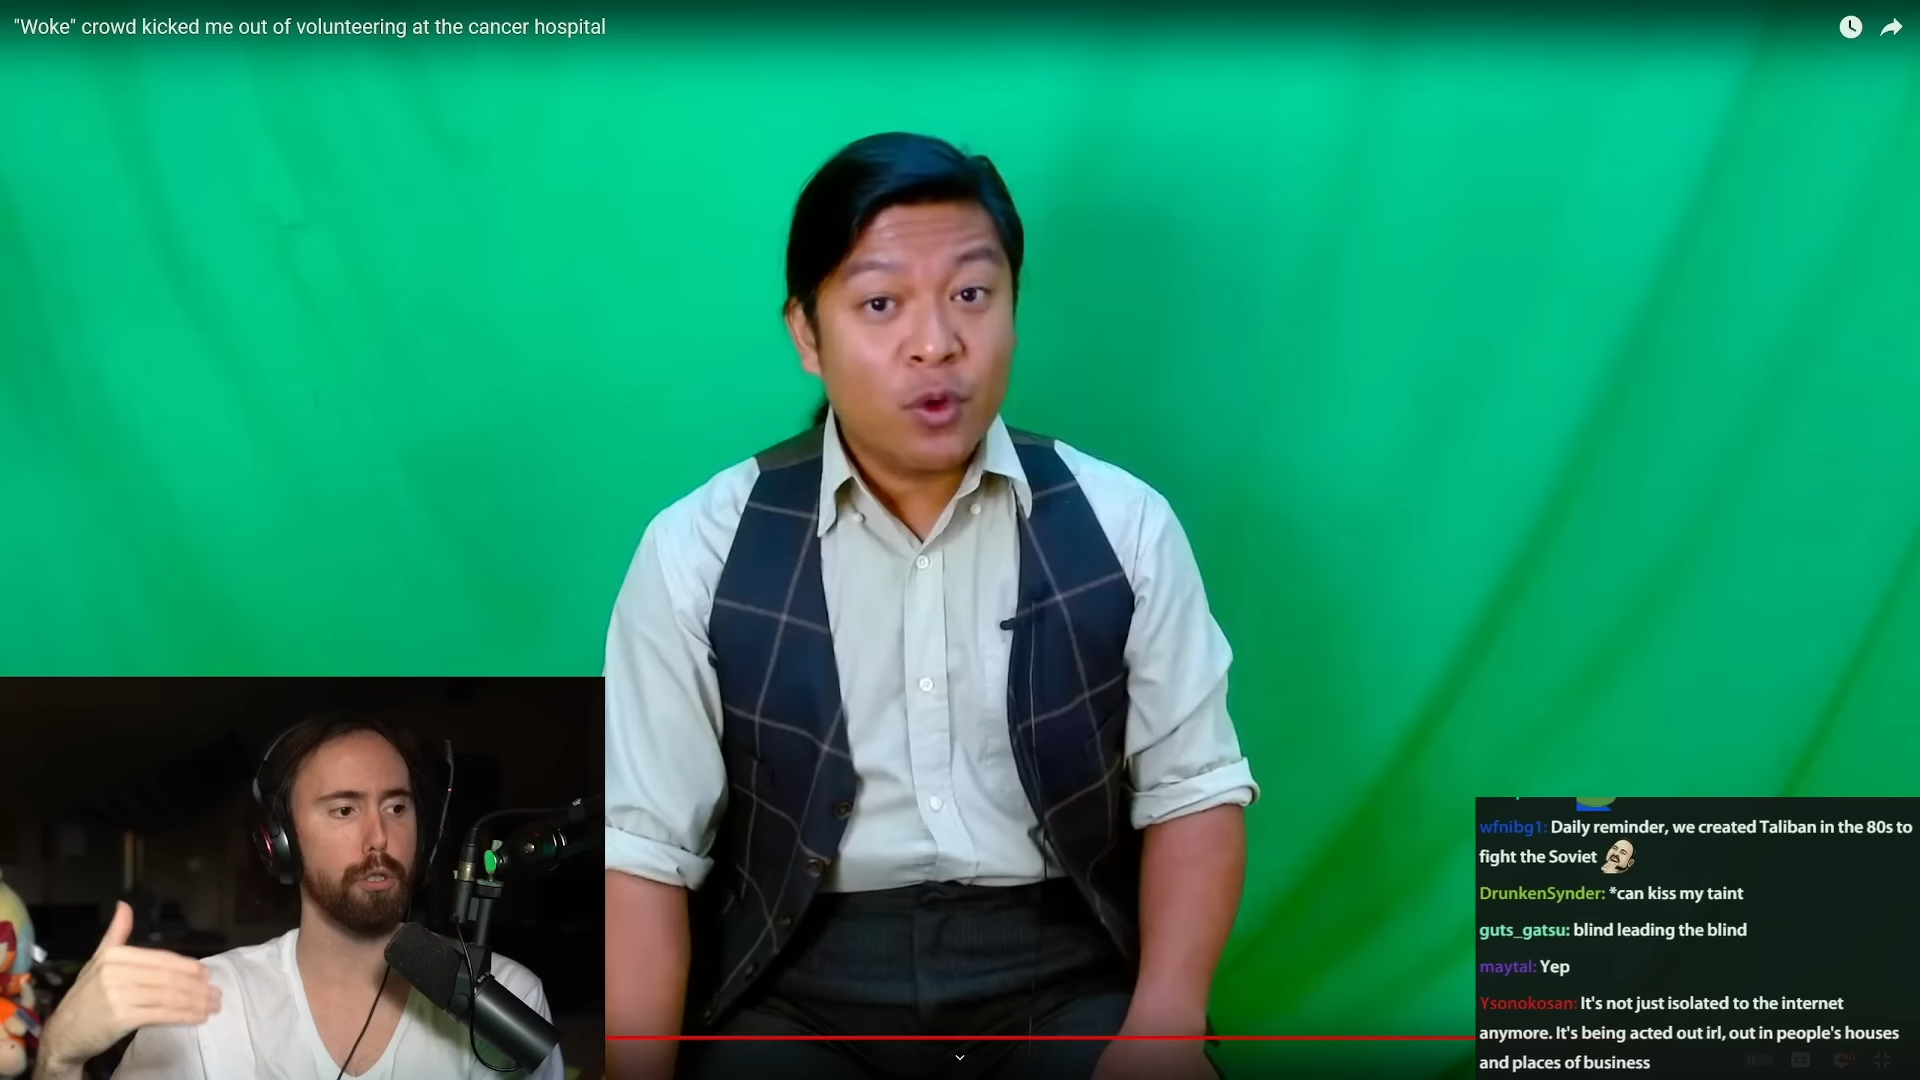 "Woke" crowd kicked me out of volunteering at the cancer hospital
wfnibg1: Daily reminder, we created Taliban in the 80s to
fight the Soviet
DrunkenSynder: *can kiss my taint
guts_gatsu: blind leading the blind
maytal: Yep
Ysonokosan: It's not just isolated to the internet
anymore. It's being acted out irl, out in people's houses
and places of business